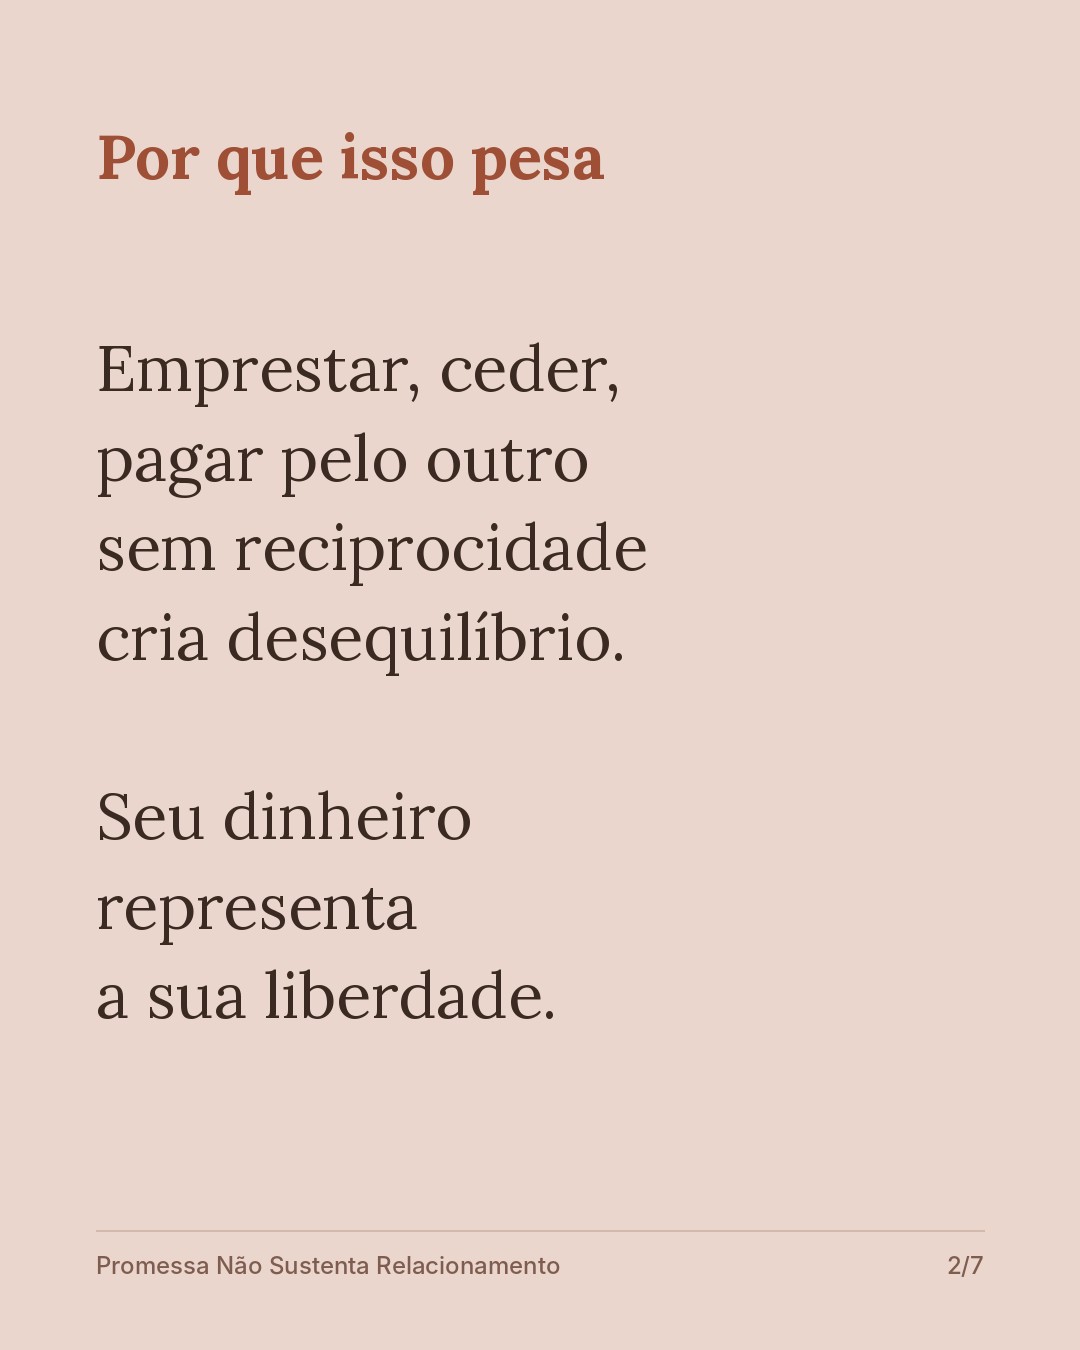 Por que isso pesa
Emprestar, ceder,
pagar pelo outro
sem reciprocidade
cria desequilíbrio.
Seu dinheiro
representa
a sua liberdade.
Promessa Não Sustenta Relacionamento
2/7